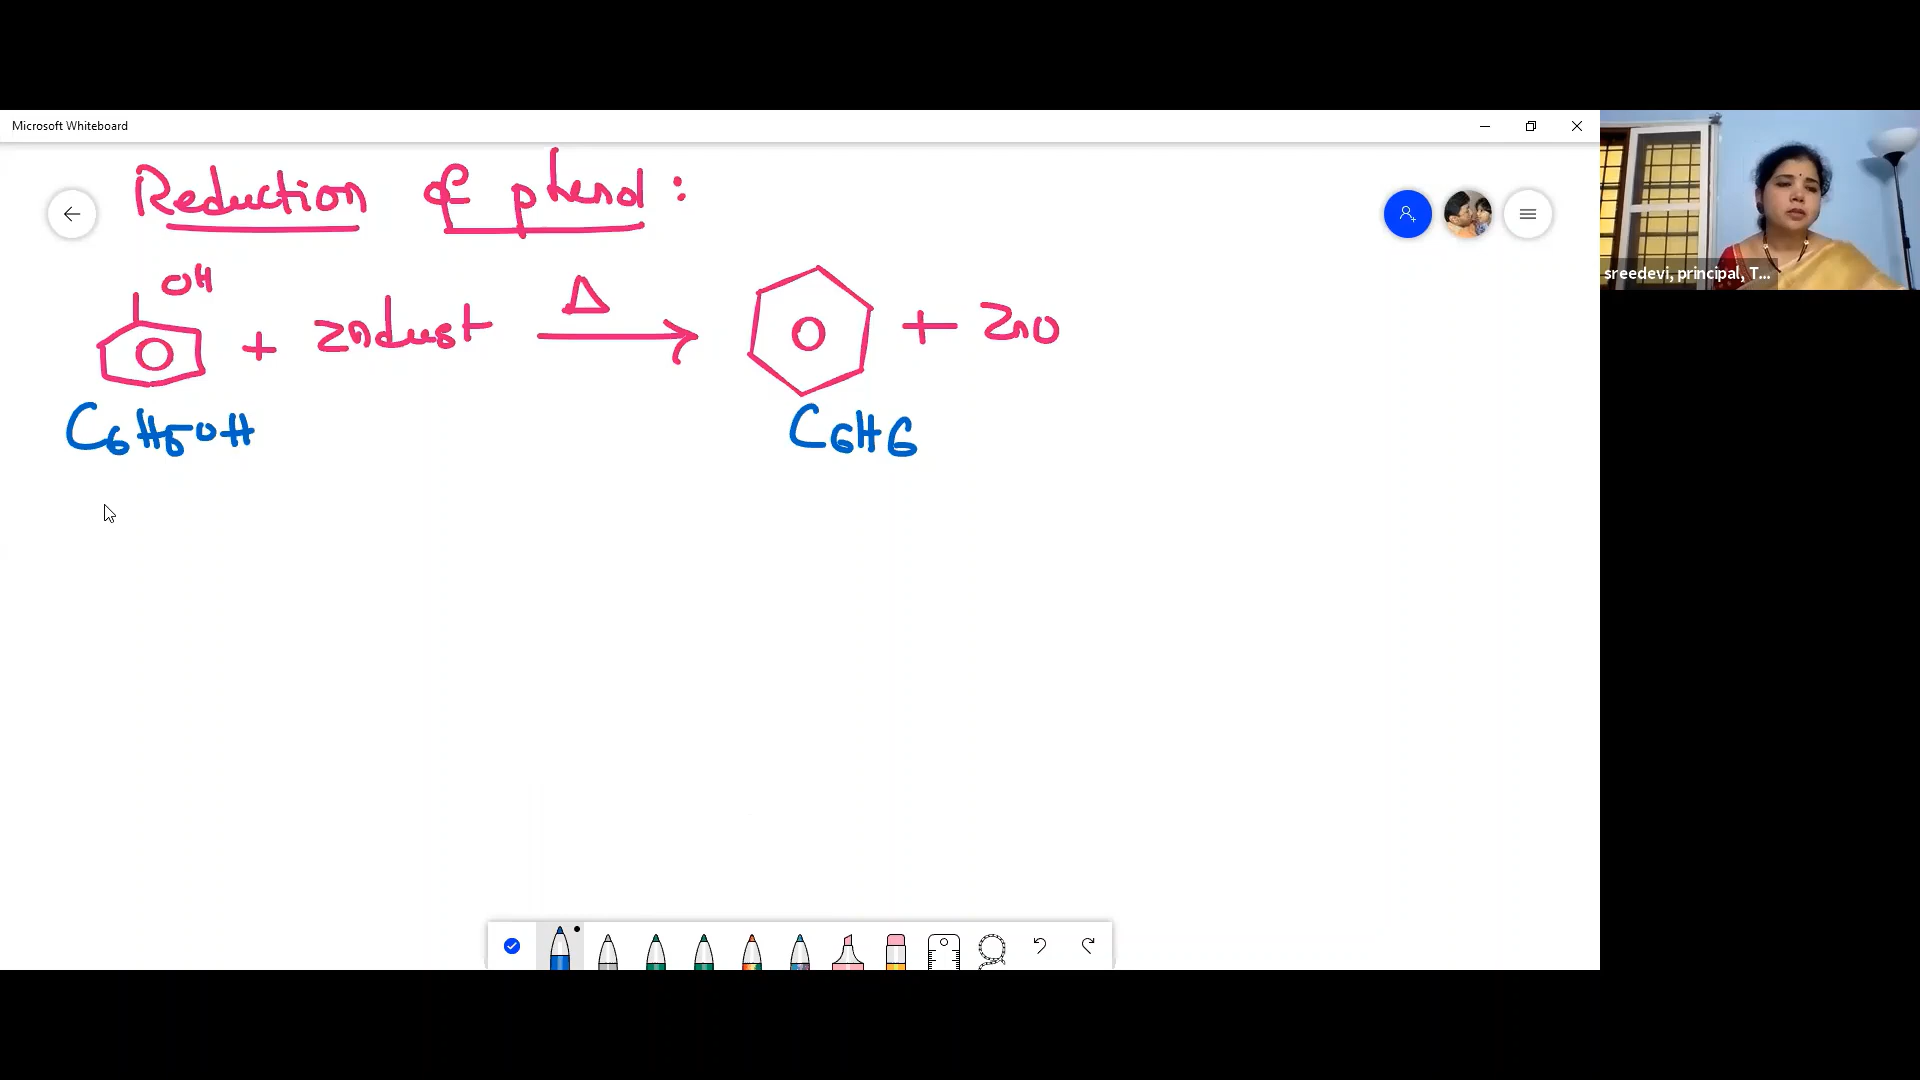 Microsoft Whiteboard
Reduction of phenol:
OH
+ Zndust Δ → + ZnO
C6H5OH C6H6
sreedevi, principal, T...